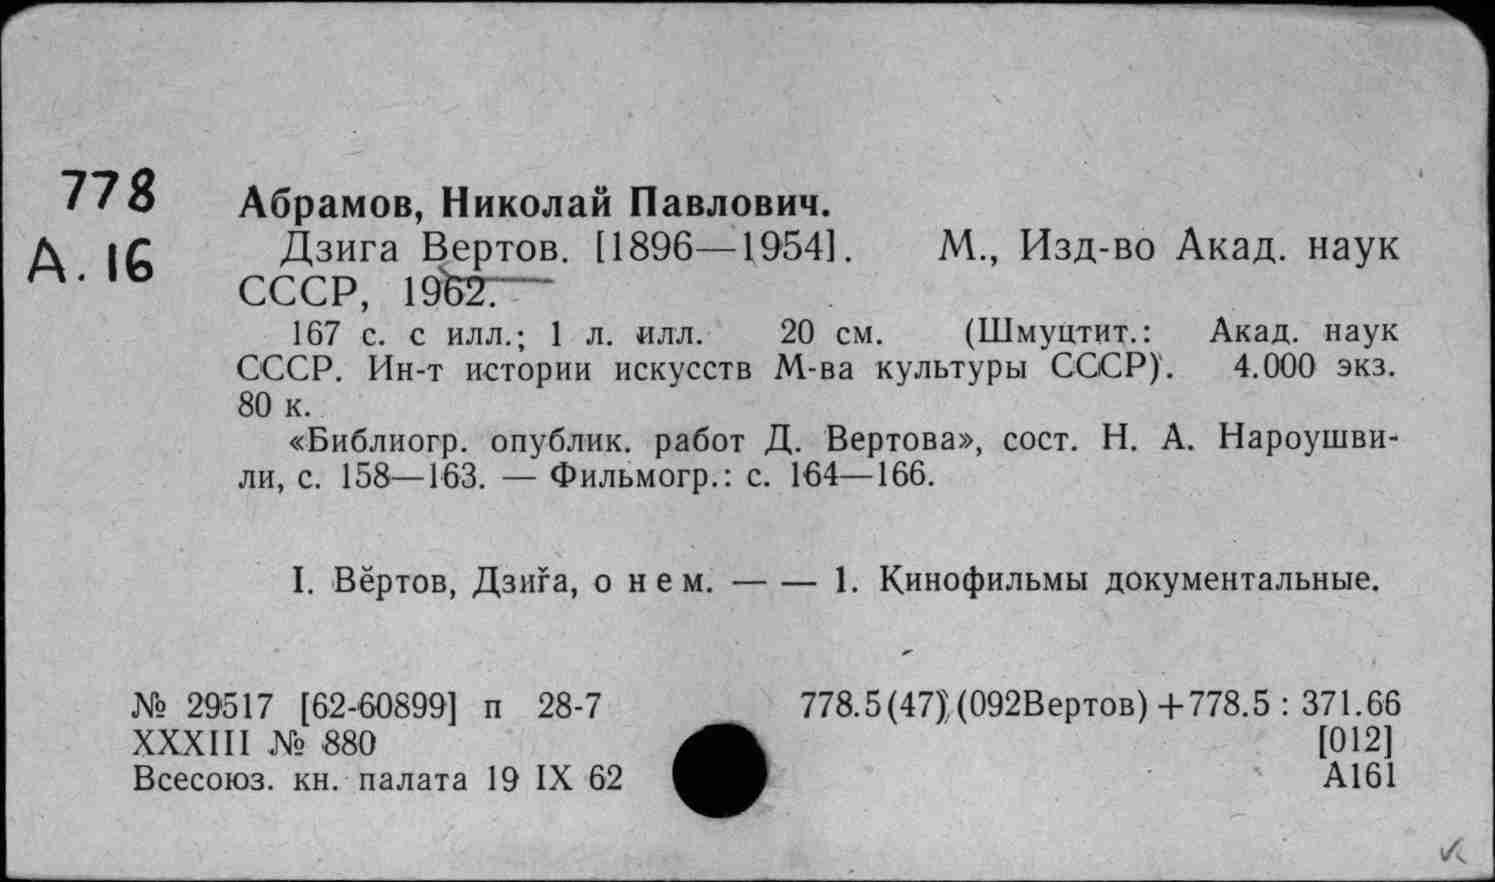 778
А. 16
Абрамов, Николай Павлович.
Дзига Вертов. [1896—1954]. М., Изд-во Акад. наук
СССР, 1962. —
167 с. с илл.; 1 л. илл. 20 см. (Шмуцтит.: Акад. наук
СССР. Ин-т истории искусств М-ва культуры СССР). 4.000 экз.
80 к.
«Библиогр. опублик. работ Д. Вертова», сост. Н. А. Нароушви-
ли, с. 158—163. — Фильмогр.: с. 164—166.
I. Вёртов, Дзига, о нем. — — 1. Кинофильмы документальные.
№ 29517 [62-60899] п 28-7 778.5(47)(092Вертов)+778.5 : 371.66
XXXIII № 880 [012]
Всесоюз. кн. палата 19 IX 62 А161